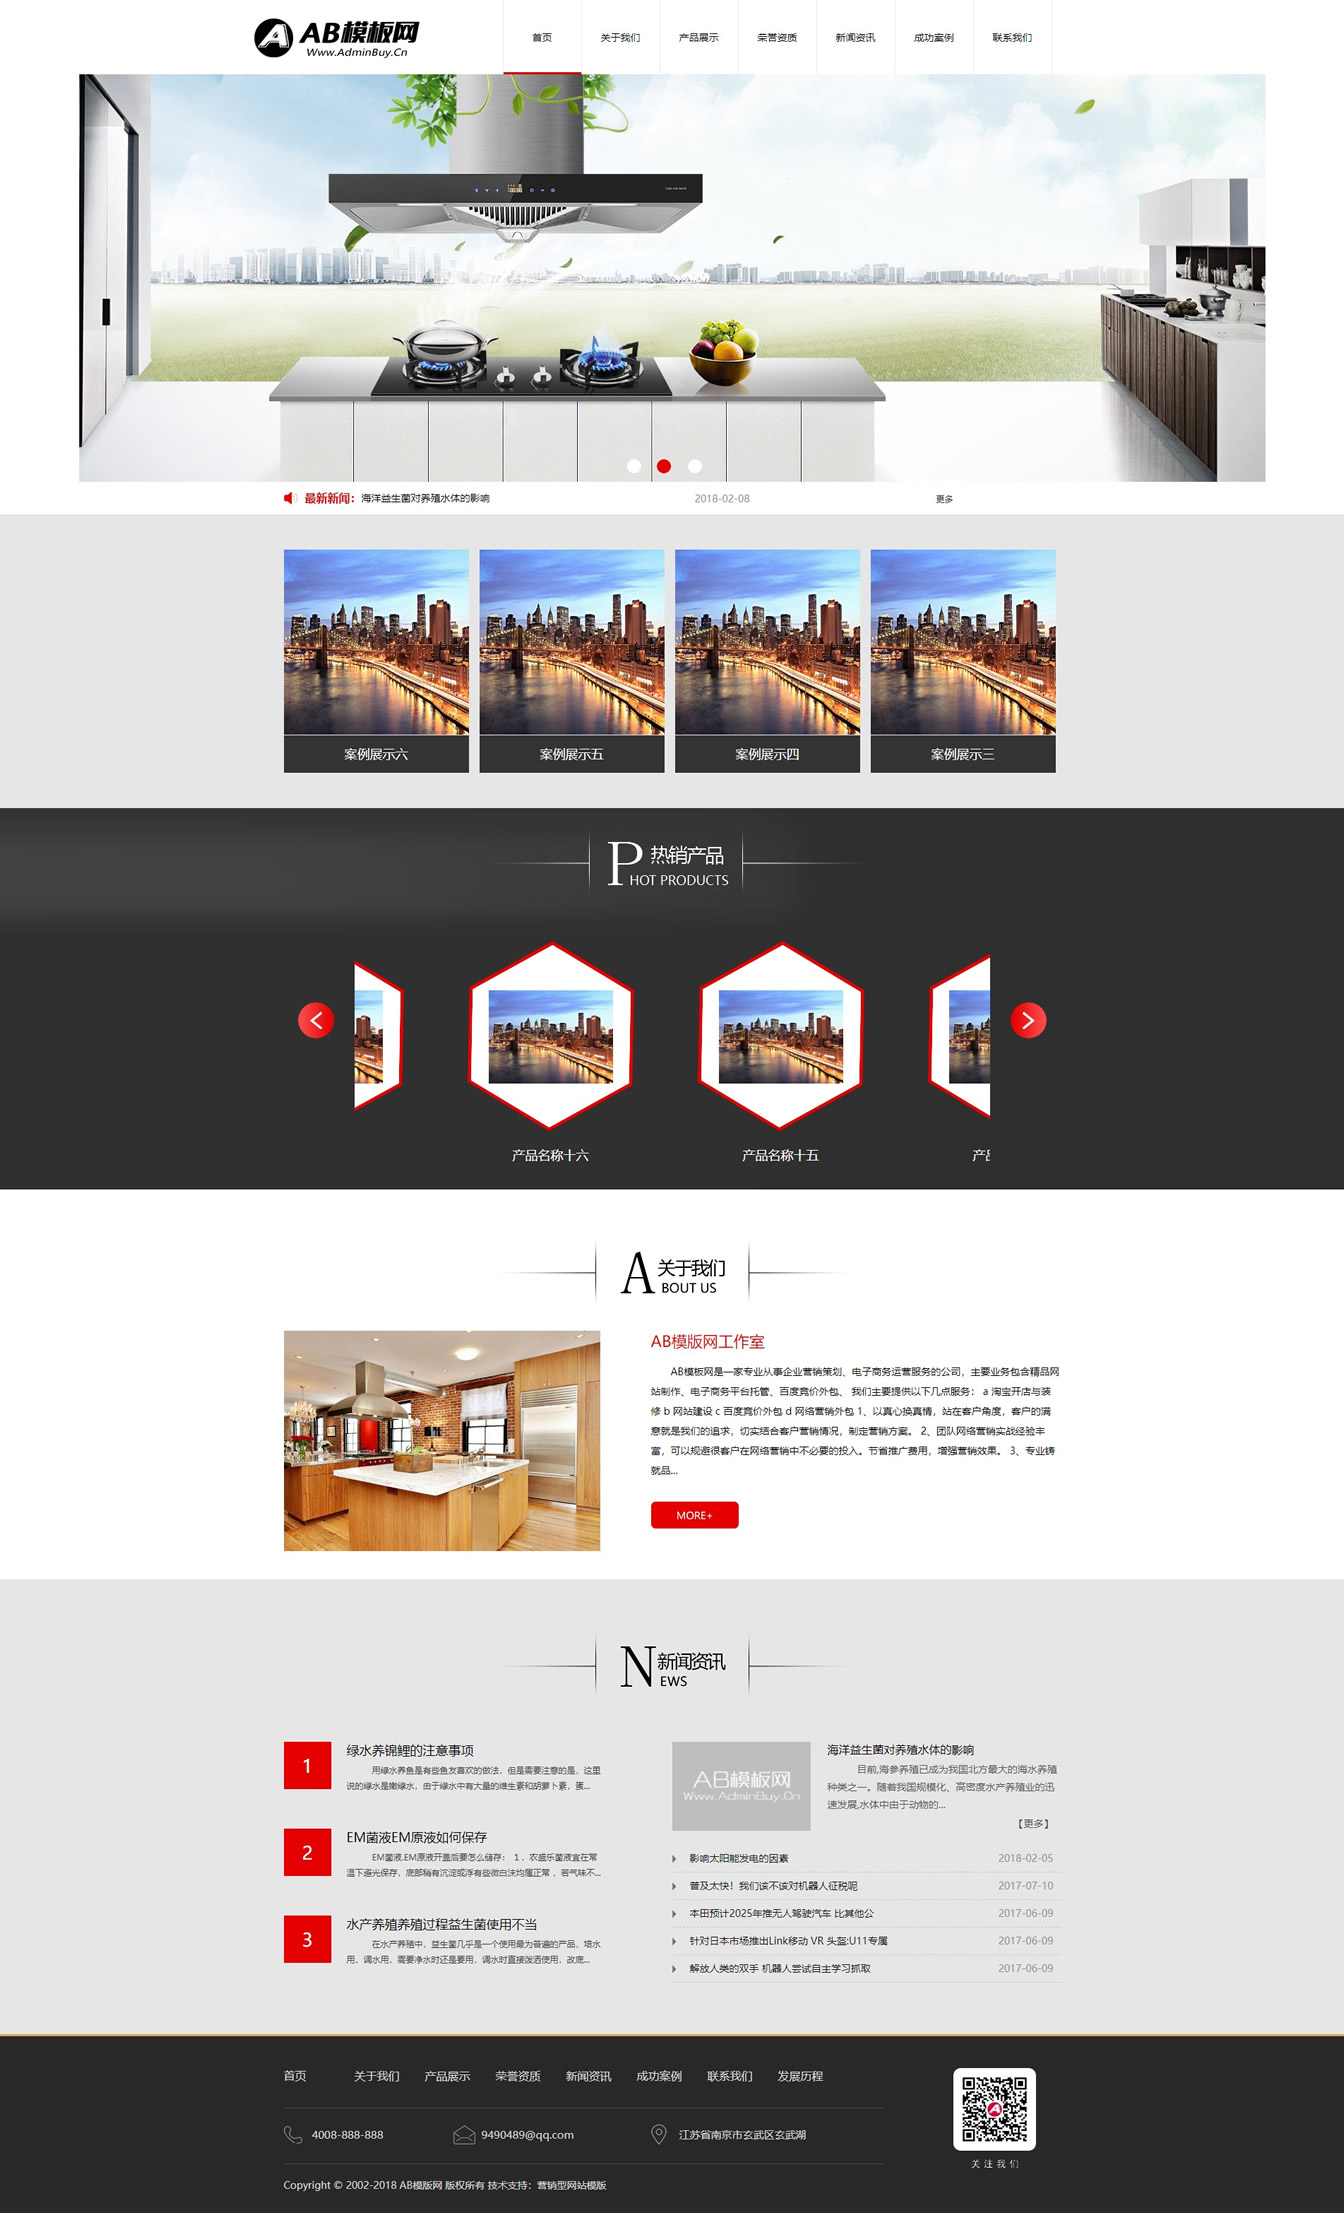 AB模板网
Www.AdminBuy.Cn
首页
关于我们
产品展示
荣誉资质
新闻资讯
成功案例
联系我们
最新新闻：
海洋益生菌对养殖水体的影响
2018-02-08
更多
案例展示六
案例展示五
案例展示四
案例展示三
P 热销产品
HOT PRODUCTS
产品名称十六
产品名称十五
产品
A 关于我们
BOUT US
AB模版网工作室
AB模板网是一家专业从事企业营销策划、电子商务运营服务的公司，主要业务包含精品网
站制作、电子商务平台托管、百度竞价外包、 我们主要提供以下几点服务： a 淘宝开店与装
修 b 网站建设 c 百度竞价外包 d 网络营销外包 1、以真心换真情，站在客户角度，客户的满
意就是我们的追求，切实结合客户营销情况，制定营销方案。 2、团队网络营销实战经验丰
富，可以规避很客户在网络营销中不必要的投入。节省推广费用，增强营销效果。 3、专业铸
就品...
MORE+
N 新闻资讯
EWS
1
绿水养锦鲤的注意事项
用绿水养鱼是有些鱼友喜欢的做法，但是需要注意的是，这里
说的绿水是嫩绿水，由于绿水中有大量的维生素和胡萝卜素，蛋...
2
EM菌液EM原液如何保存
EM菌液.EM原液开盖后要怎么储存： 1 ．农盛乐菌液宜在常
温下避光保存，底部稍有沉淀或浮有些微白沫均属正常 ，若气味不...
3
水产养殖养殖过程益生菌使用不当
在水产养殖中，益生菌几乎是一个使用最为普遍的产品，培水
用，调水用，需要净水时还是要用，调水时直接泼洒使用，改底...
AB模板网
Www.AdminBuy.Cn
海洋益生菌对养殖水体的影响
目前,海参养殖已成为我国北方最大的海水养殖
种类之一。随着我国规模化、高密度水产养殖业的迅
速发展,水体中由于动物的...
【更多】
影响太阳能发电的因素
2018-02-05
普及太快！我们该不该对机器人征税呢
2017-07-10
本田预计2025年推无人驾驶汽车 比其他公
2017-06-09
针对日本市场推出Link移动 VR 头盔:U11专属
2017-06-09
解放人类的双手 机器人尝试自主学习抓取
2017-06-09
首页
关于我们
产品展示
荣誉资质
新闻资讯
成功案例
联系我们
发展历程
4008-888-888
9490489@qq.com
江苏省南京市玄武区玄武湖
Copyright © 2002-2018 AB模版网 版权所有 技术支持：营销型网站模版
关注我们